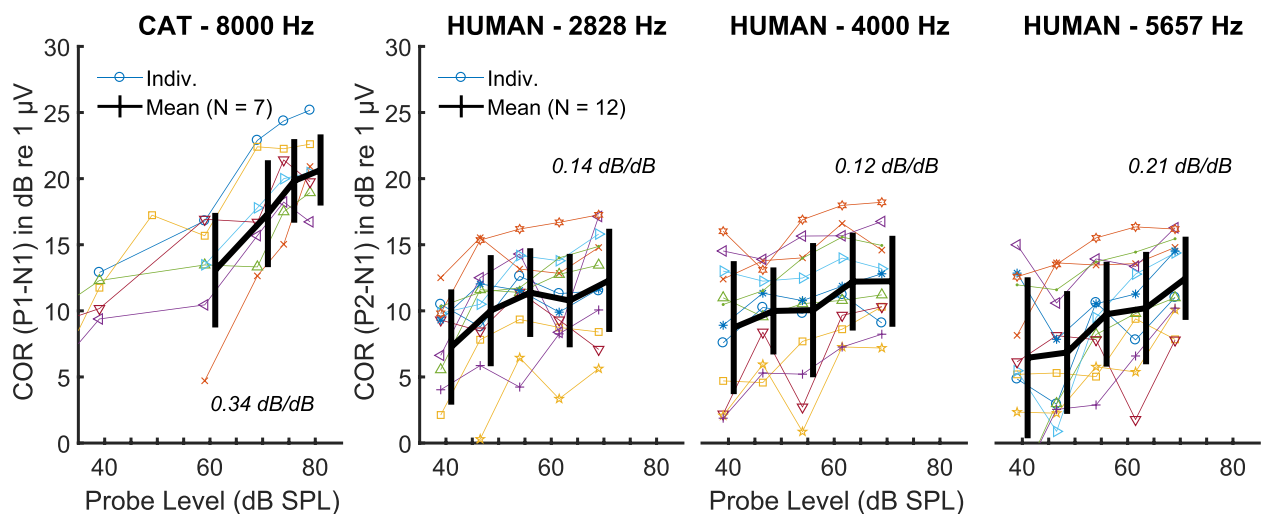 CAT - 8000 Hz
HUMAN - 2828 Hz
HUMAN - 4000 Hz
HUMAN - 5657 Hz
COR (P1-N1) in dB re 1 µV
30
25
20
15
10
5
0
Indiv.
Mean (N = 7)
0.34 dB/dB
40 60 80
Probe Level (dB SPL)
COR (P2-N1) in dB re 1 µV
30
25
20
15
10
5
0
Indiv.
Mean (N = 12)
0.14 dB/dB
40 60 80
Probe Level (dB SPL)
0.12 dB/dB
40 60 80
Probe Level (dB SPL)
0.21 dB/dB
40 60 80
Probe Level (dB SPL)